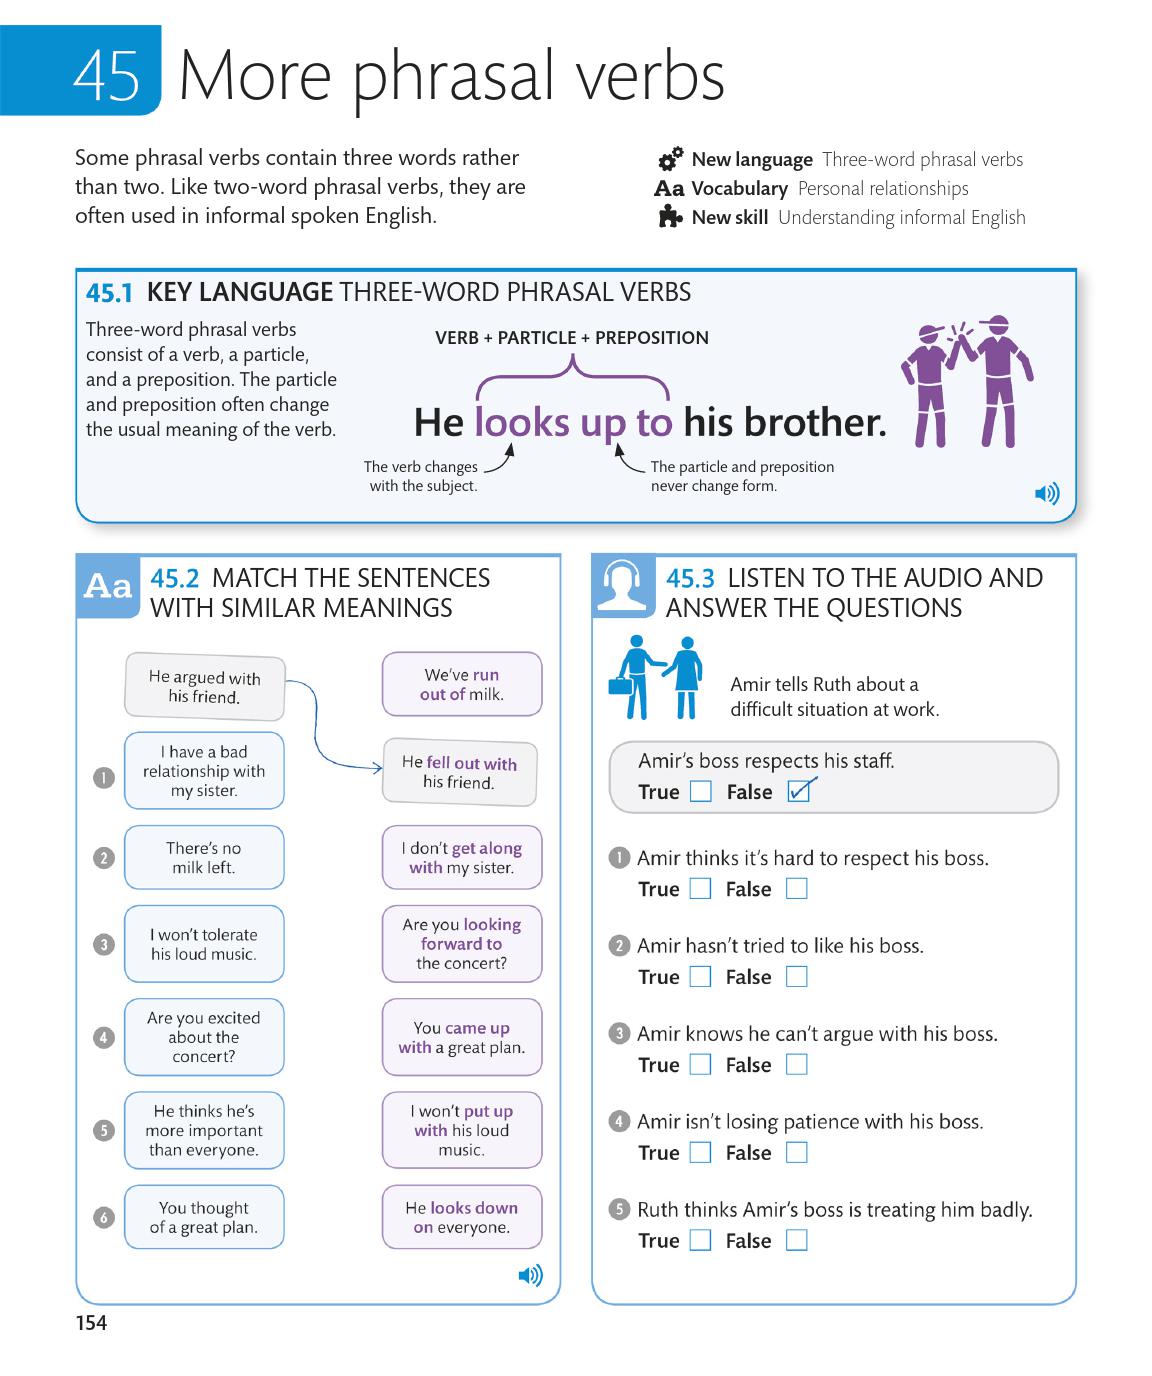 45 More phrasal verbs
Some phrasal verbs contain three words rather
than two. Like two-word phrasal verbs, they are
often used in informal spoken English.
New language Three-word phrasal verbs
Aa Vocabulary Personal relationships
New skill Understanding informal English
45.1 KEY LANGUAGE THREE-WORD PHRASAL VERBS
Three-word phrasal verbs
consist of a verb, a particle,
and a preposition. The particle
and preposition often change
the usual meaning of the verb.
VERB + PARTICLE + PREPOSITION
He looks up to his brother.
The verb changes
with the subject.
The particle and preposition
never change form.
Aa 45.2 MATCH THE SENTENCES
WITH SIMILAR MEANINGS
He argued with
his friend.
We've run
out of milk.
1
I have a bad
relationship with
my sister.
He fell out with
his friend.
2
There's no
milk left.
I don't get along
with my sister.
3
I won't tolerate
his loud music.
Are you looking
forward to
the concert?
4
Are you excited
about the
concert?
You came up
with a great plan.
5
He thinks he's
more important
than everyone.
I won't put up
with his loud
music.
6
You thought
of a great plan.
He looks down
on everyone.
45.3 LISTEN TO THE AUDIO AND
ANSWER THE QUESTIONS
Amir tells Ruth about a
difficult situation at work.
Amir's boss respects his staff.
True False
1 Amir thinks it's hard to respect his boss.
True False
2 Amir hasn't tried to like his boss.
True False
3 Amir knows he can't argue with his boss.
True False
4 Amir isn't losing patience with his boss.
True False
5 Ruth thinks Amir's boss is treating him badly.
True False
154